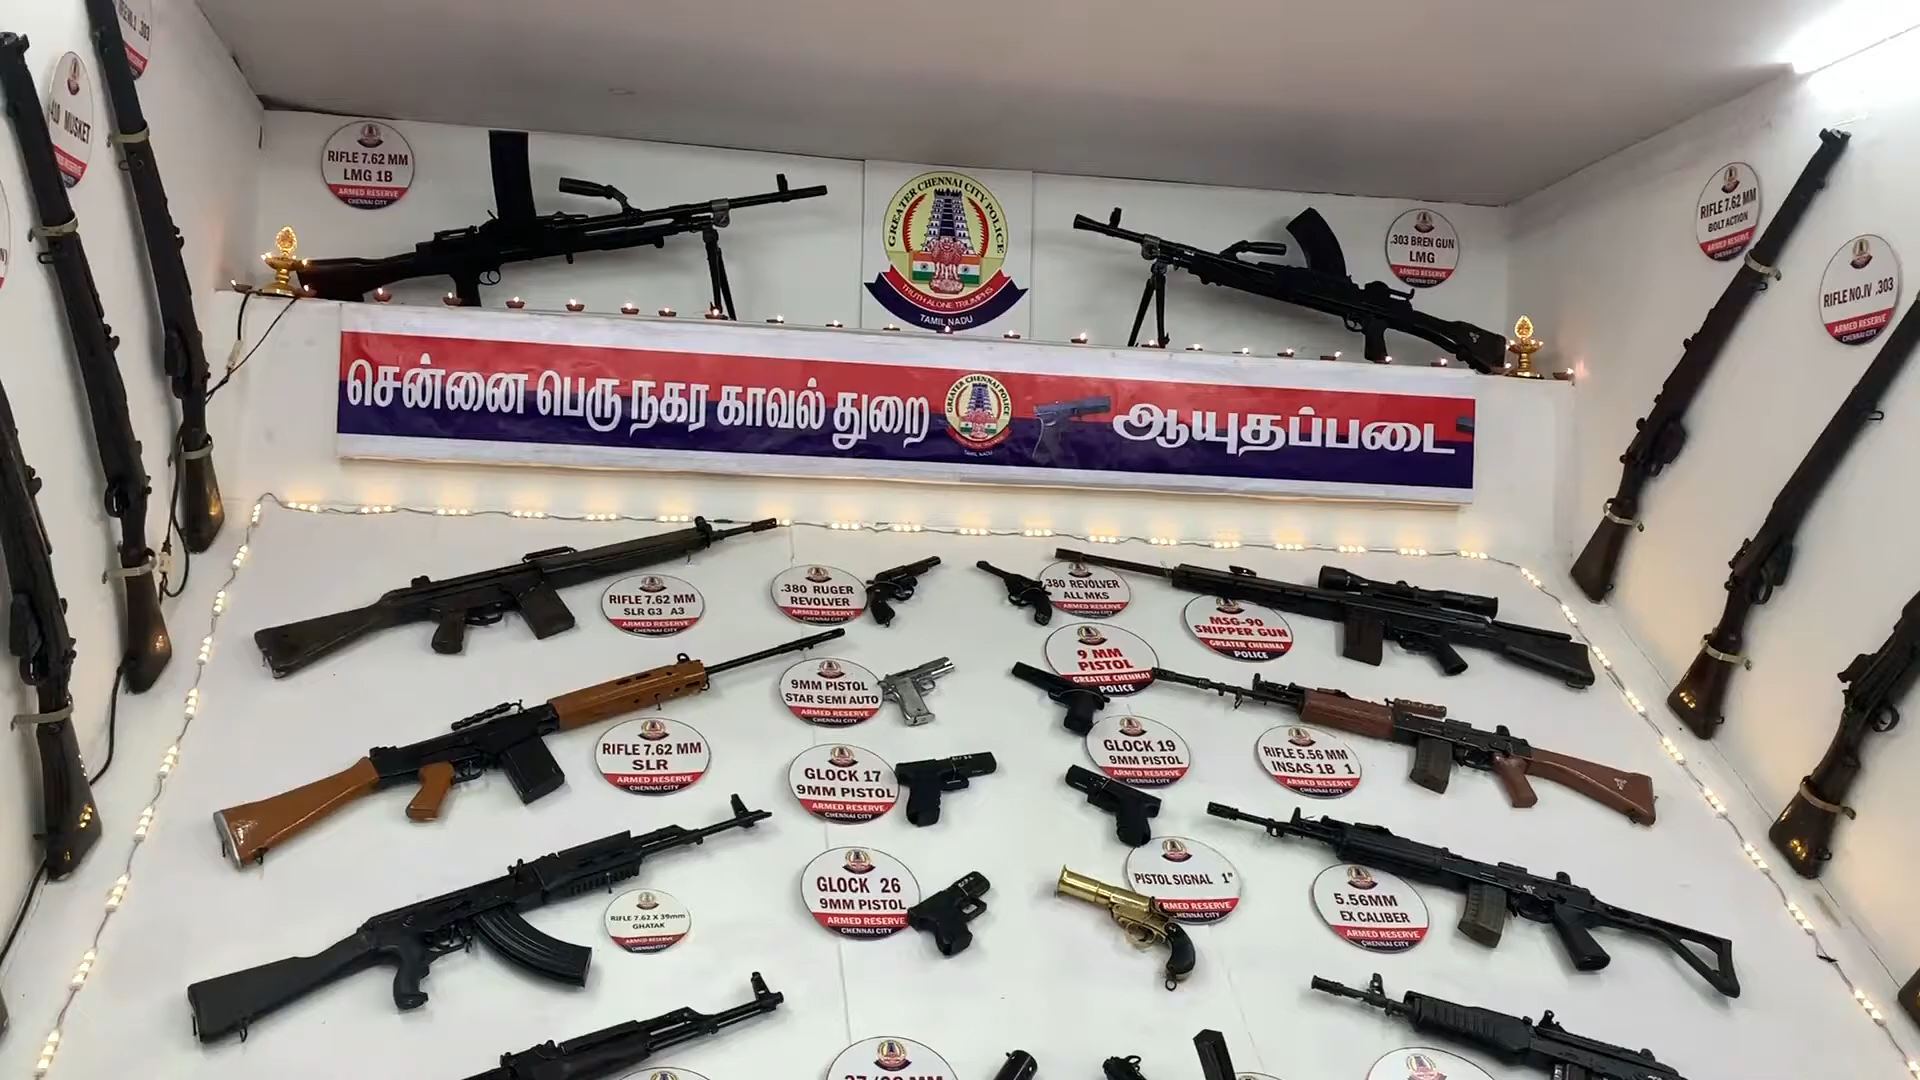 .303
410 MUSKET
RIFLE 7.62 MM
LMG 1B
ARMED RESERVE
CHENNAI CITY
GREATER CHENNAI CITY POLICE
TRUTH ALONE TRIUMPHS
TAMIL NADU
.303 BREN GUN
LMG
ARMED RESERVE
CHENNAI CITY
RIFLE 7.62 MM
BOLT ACTION
ARMED RESERVE
CHENNAI CITY
RIFLE NO.IV .303
ARMED RESERVE
CHENNAI CITY
சென்னை பெரு நகர காவல் துறை
GREATER CHENNAI POLICE
TAMIL NADU
ஆயுதப்படை
RIFLE 7.62 MM
SLR G3 A3
ARMED RESERVE
CHENNAI CITY
.380 RUGER
REVOLVER
ARMED RESERVE
CHENNAI CITY
380 REVOLVER
ALL MKS
ARMED RESERVE
CHENNAI CITY
MSG-90
SNIPPER GUN
GREATER CHENNAI
POLICE
9 MM
PISTOL
GREATER CHENNAI
POLICE
9MM PISTOL
STAR SEMI AUTO
ARMED RESERVE
CHENNAI CITY
RIFLE 7.62 MM
SLR
ARMED RESERVE
CHENNAI CITY
GLOCK 17
9MM PISTOL
ARMED RESERVE
CHENNAI CITY
GLOCK 19
9MM PISTOL
ARMED RESERVE
CHENNAI CITY
RIFLE 5.56 MM
INSAS 1B 1
ARMED RESERVE
CHENNAI CITY
RIFLE 7.62 X 39mm
GHATAK
ARMED RESERVE
CHENNAI CITY
GLOCK 26
9MM PISTOL
ARMED RESERVE
CHENNAI CITY
PISTOL SIGNAL 1"
RMED RESERVE
HENNAI CITY
5.56MM
EX CALIBER
ARMED RESERVE
CHENNAI CITY